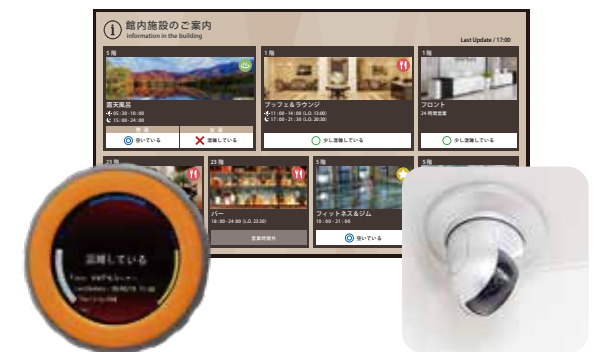 館内施設のご案内
information in the building
Last Update / 17:00
5 階
露天風呂
05:30 - 10:00
15:00 - 24:00
空いている
混雑している
1 階
ブッフェ&ラウンジ
11:00 - 14:00 (L.O. 13:00)
17:00 - 21:30 (L.O. 20:30)
少し混雑している
1 階
フロント
24 時間営業
少し混雑している
23 階
23 階
バー
18:00 - 24:00 (L.O. 23:30)
営業時間外
5 階
フィットネス&ジム
10:00 - 21:00
空いている
5 階
混雑している